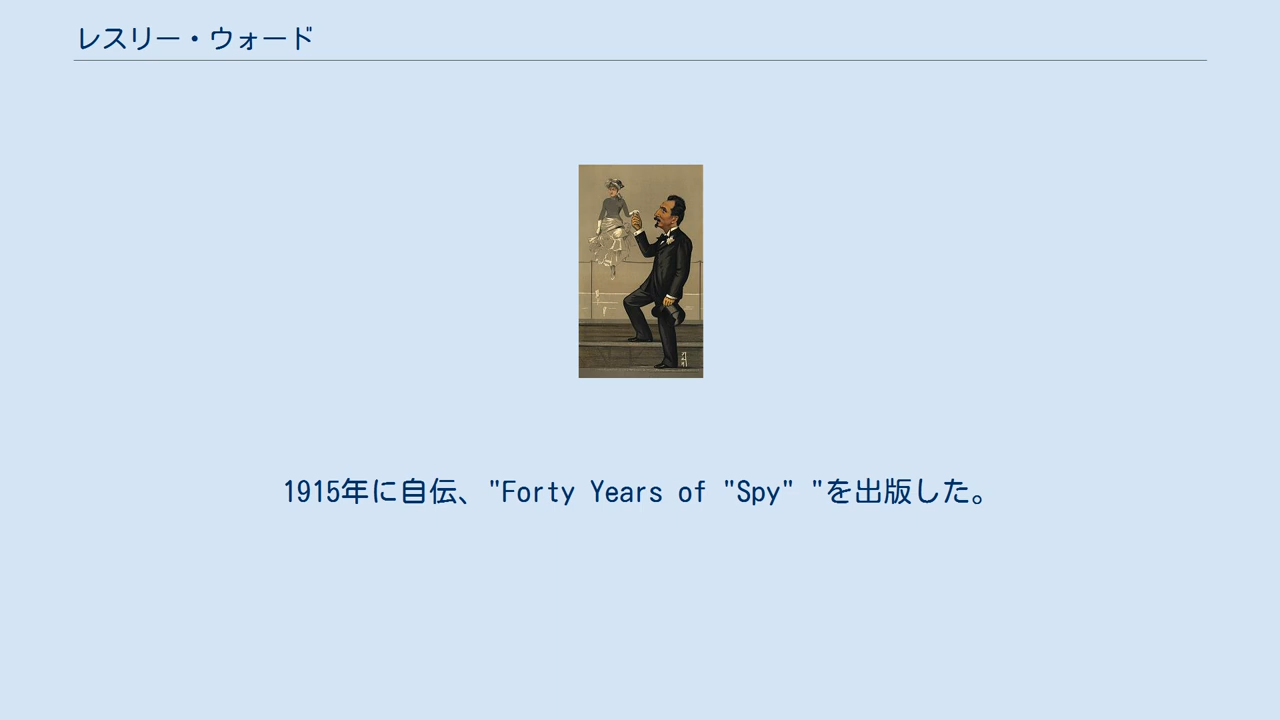 レスリー・ウォード
1915年に自伝、"Forty Years of "Spy" "を出版した。